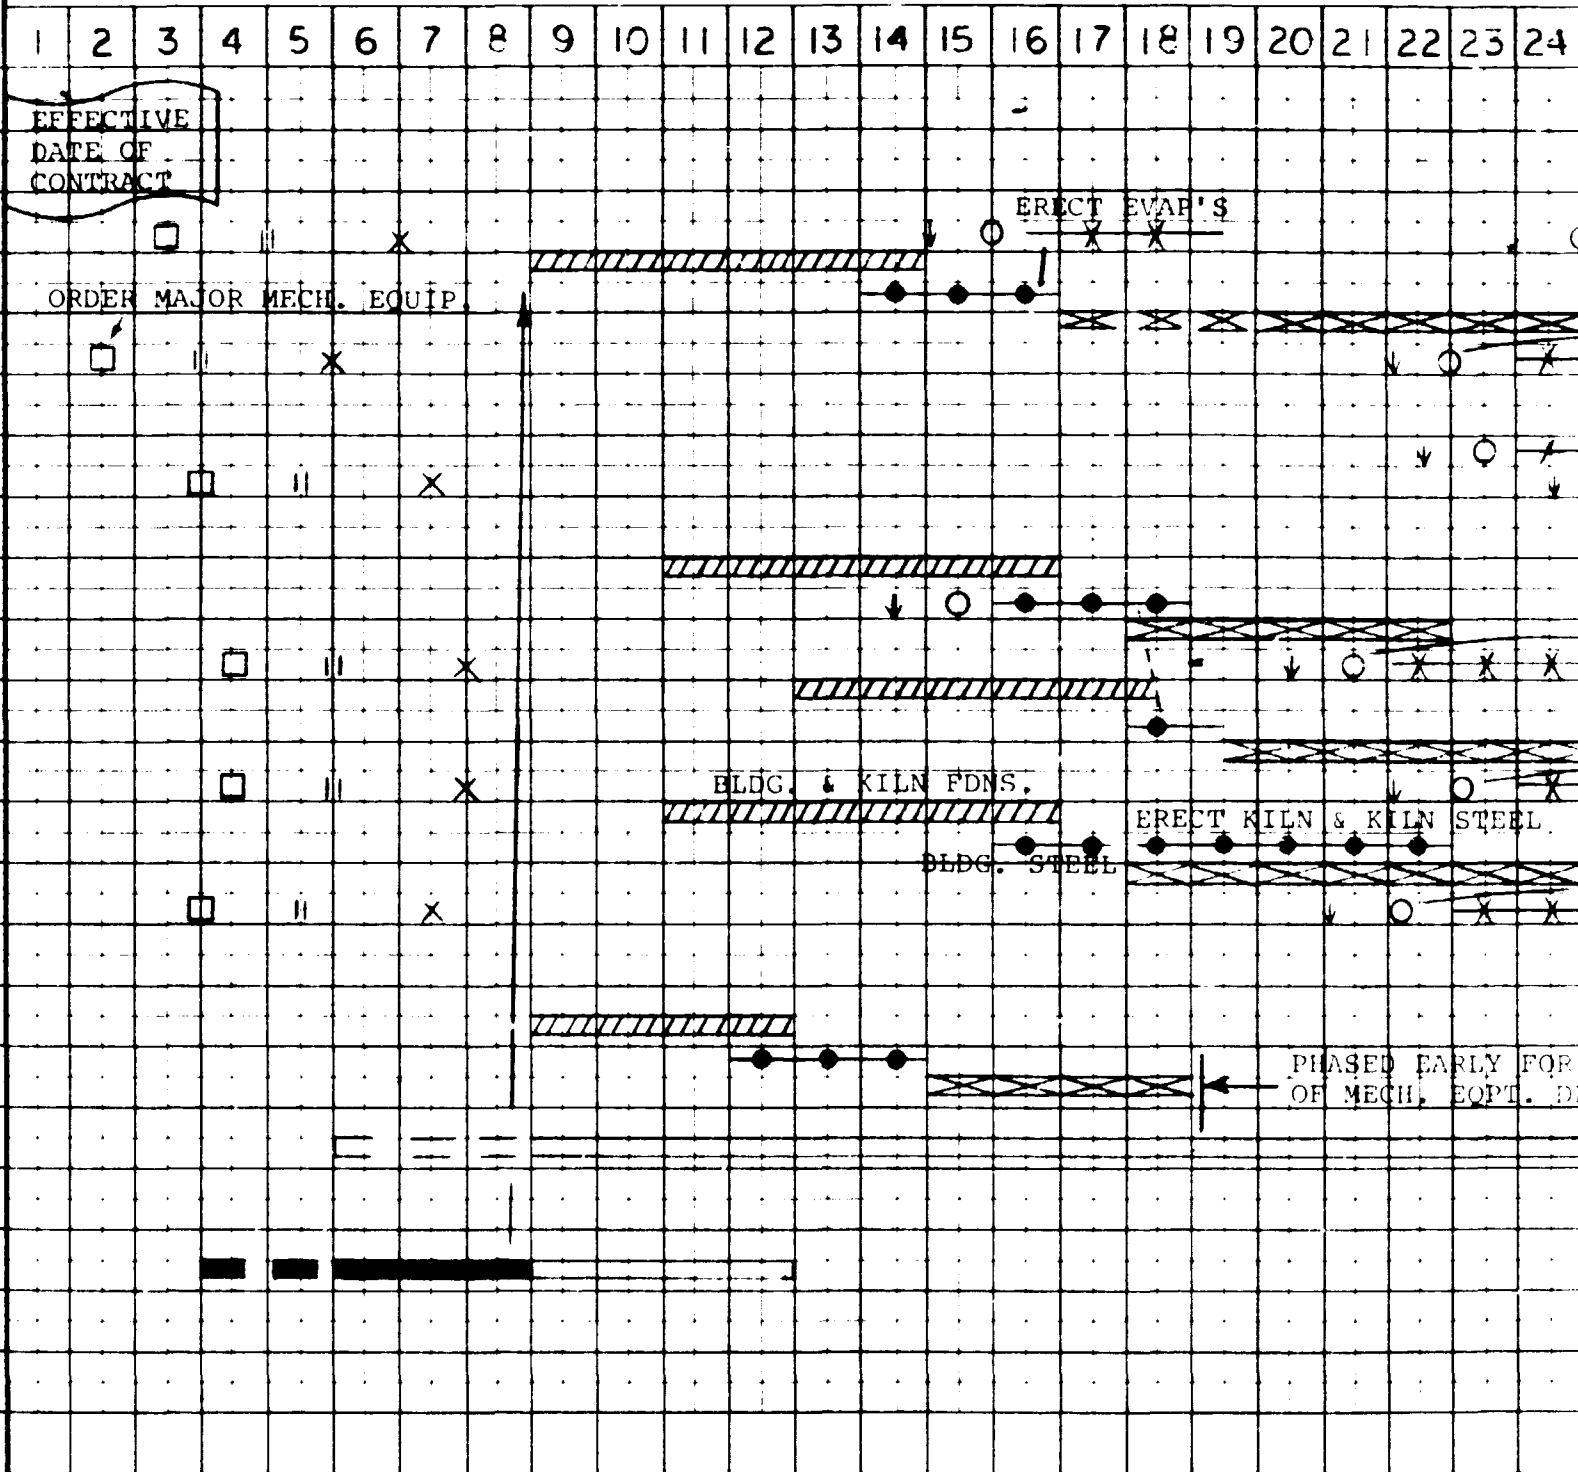 1 2 3 4 5 6 7 8 9 10 11 12 13 14 15 16 17 18 19 20 21 22 23 24
EFFECTIVE
DATE OF
CONTRACT
ERECT EVAP'S
ORDER MAJOR MECH. EQUIP.
BLDG. & KILN FDNS.
ERECT KILN & KILN STEEL
BLDG. STEEL
PHASED EARLY FOR
OF MECH. EQPT.